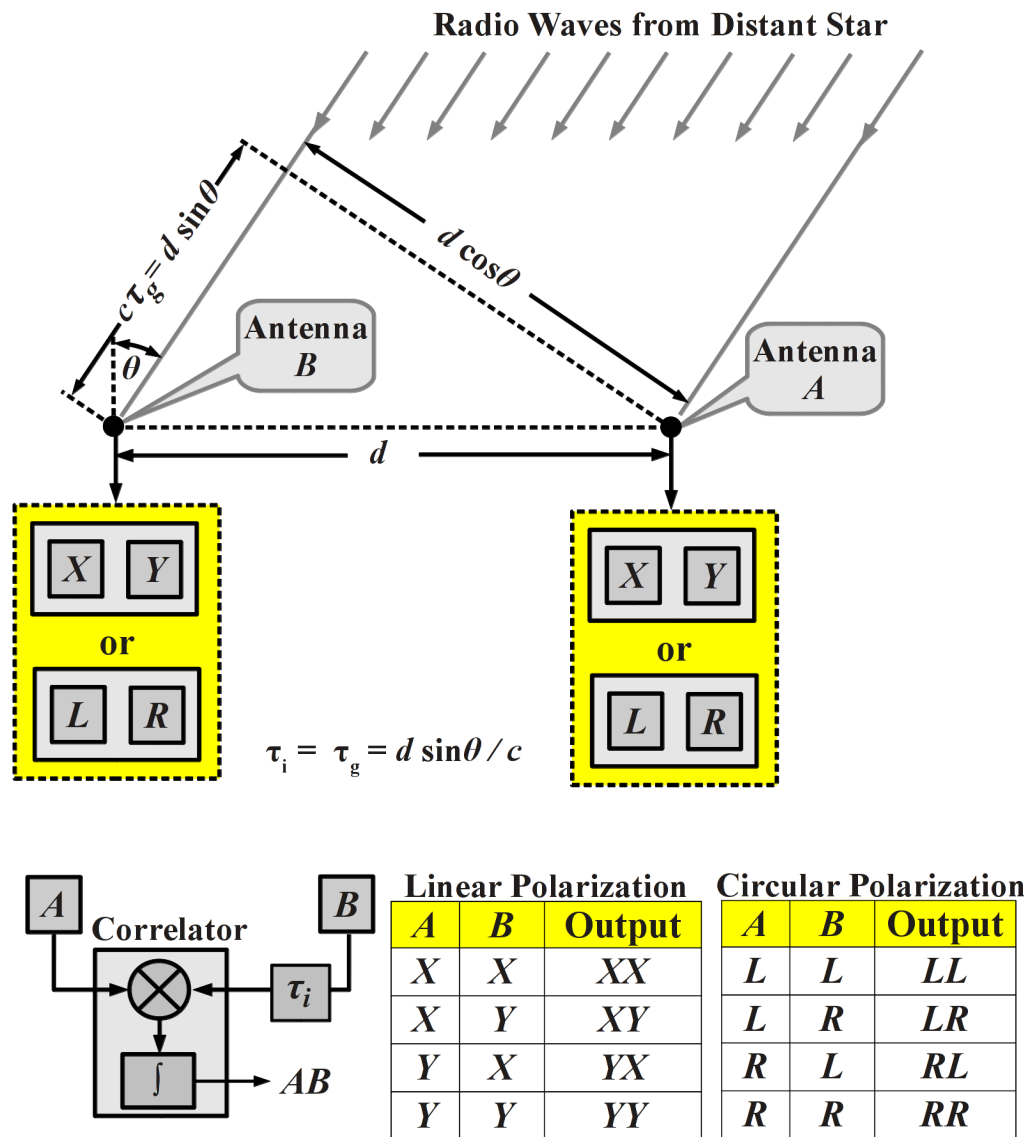 Radio Waves from Distant Star
cτg = d sinθ
d cosθ
θ
Antenna
B
Antenna
A
d
X Y
or
L R
X Y
or
L R
τi = τg = d sinθ / c
A
B
Correlator
τi
∫
AB
Linear Polarization
A B Output
X X XX
X Y XY
Y X YX
Y Y YY
Circular Polarization
A B Output
L L LL
L R LR
R L RL
R R RR